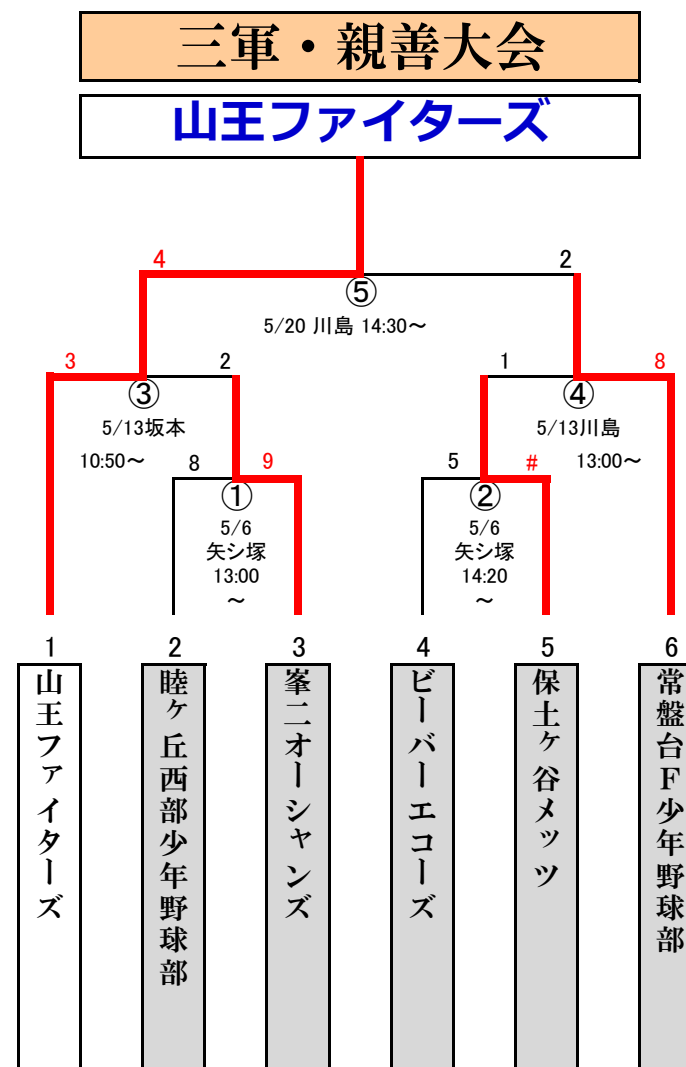 三軍・親善大会
山王ファイターズ
4
2
⑤
5/20 川島 14:30～
3
2
1
8
③
④
5/13坂本
5/13川島
10:50～
13:00～
8
9
5
#
①
②
5/6
矢シ塚
13:00
～
5/6
矢シ塚
14:20
～
1
2
3
4
5
6
山王ファイターズ
睦ケ丘西部少年野球部
峯二オーシャンズ
ビーバーエコーズ
保土ケ谷メッツ
常盤台F少年野球部